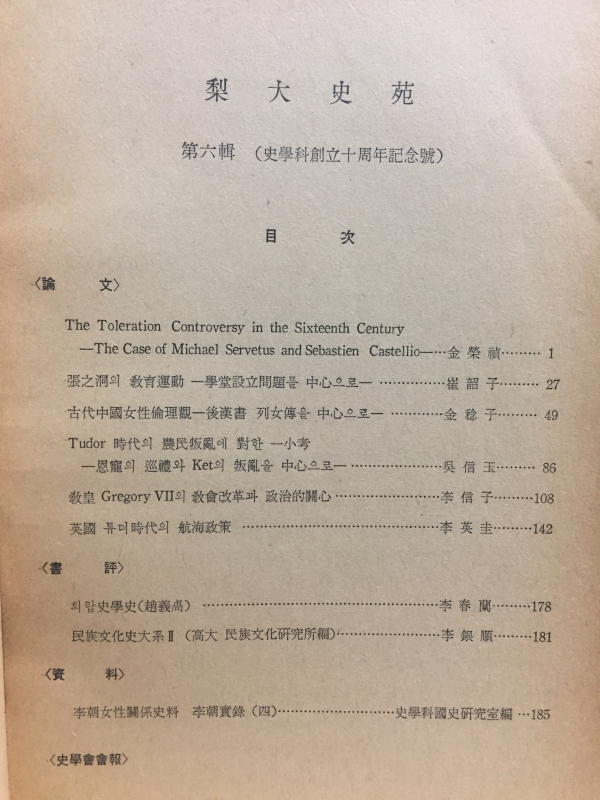 梨大史苑
第六輯 (史學科創立十周年記念號)
目 次
〈論 文〉
The Toleration Controversy in the Sixteenth Century
—The Case of Michael Servetus and Sebastien Castellio—…金榮禎……… 1
張之洞의 敎育運動 —學堂設立問題를 中心으로— ……………崔韶子……… 27
古代中國女性倫理觀—後漢書 列女傳을 中心으로— …………金稔子……… 49
Tudor 時代의 農民叛亂에 對한 一小考
—恩寵의 巡禮와 Ket의 叛亂을 中心으로—…………………吳信玉……… 86
敎皇 Gregory VII의 敎會改革과 政治的關心…………………李信子………108
英國 튜더時代의 航海政策 ……………………………………李英圭………142
〈書 評〉
희랍史學史(趙義卨) ……………………………………………李春蘭………178
民族文化史大系Ⅱ (高大 民族文化硏究所編)…………………李銀順………181
〈資 料〉
李朝女性關係史料 李朝實錄 (四)……………………史學科國史硏究室編 …185
〈史學會會報〉